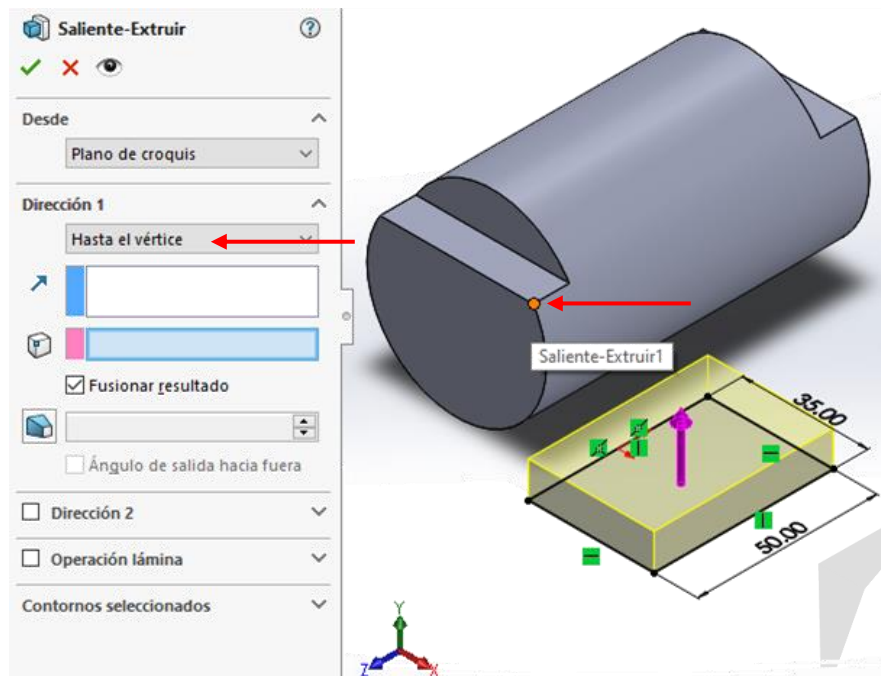 Saliente-Extruir
Desde
Plano de croquis
Dirección 1
Hasta el vértice
Fusionar resultado
Ángulo de salida hacia fuera
Dirección 2
Operación lámina
Contornos seleccionados
Saliente-Extruir1
35.00
50.00
Y
Z
X